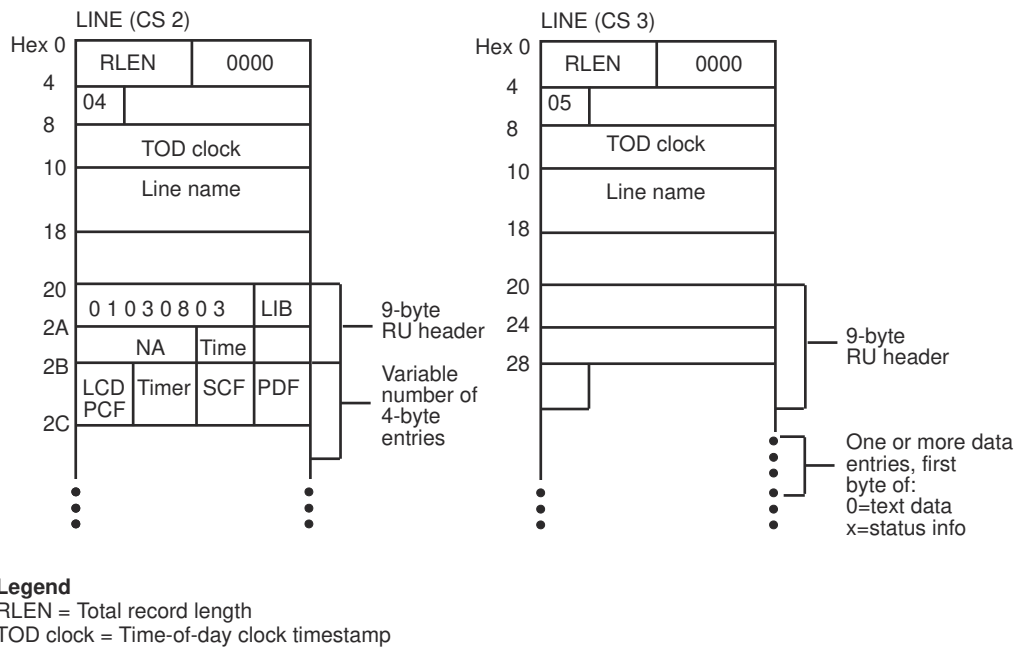 LINE (CS 2)
Hex 0
RLEN
0000
4
04
8
TOD clock
10
Line name
18
20
0 1 0 3 0 8 0 3
LIB
2A
NA
Time
2B
LCD
PCF
Timer
SCF
PDF
2C
9-byte
RU header
Variable
number of
4-byte
entries
LINE (CS 3)
Hex 0
RLEN
0000
4
05
8
TOD clock
10
Line name
18
20
24
28
9-byte
RU header
One or more data
entries, first
byte of:
0=text data
x=status info
Legend
RLEN = Total record length
TOD clock = Time-of-day clock timestamp